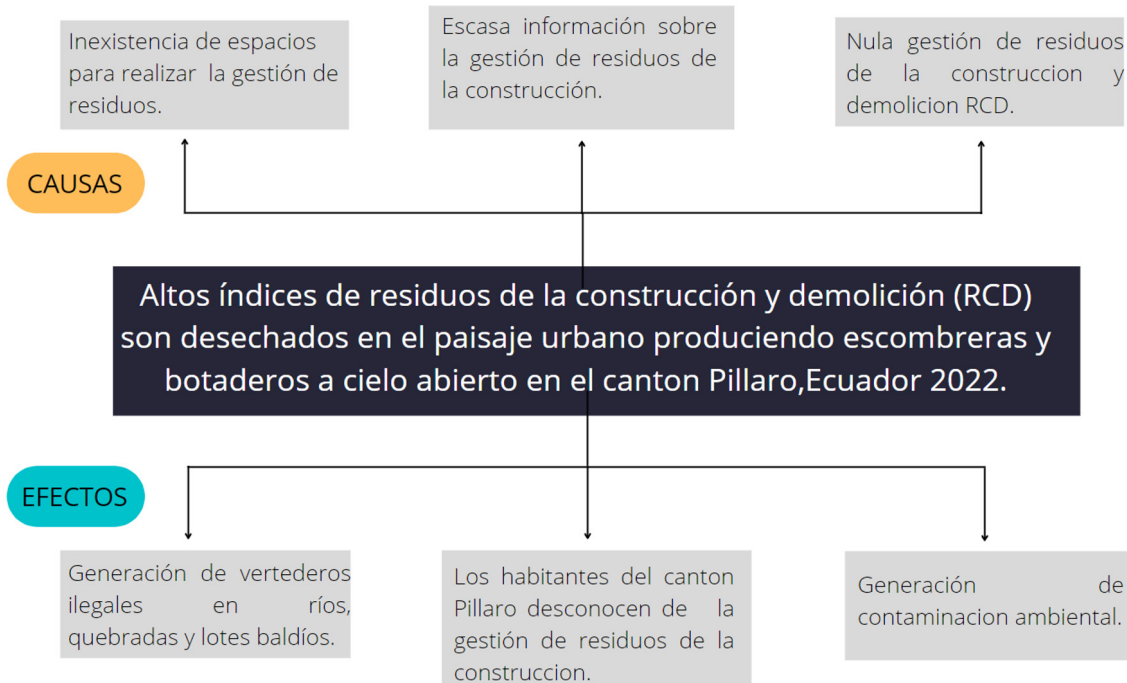 Inexistencia de espacios
para realizar la gestión de
residuos.
Escasa información sobre
la gestión de residuos de
la construcción.
Nula gestión de residuos
de la construccion y
demolicion RCD.
CAUSAS
Altos índices de residuos de la construcción y demolición (RCD)
son desechados en el paisaje urbano produciendo escombreras y
botaderos a cielo abierto en el canton Pillaro,Ecuador 2022.
EFECTOS
Generación de vertederos
ilegales en ríos,
quebradas y lotes baldíos.
Los habitantes del canton
Pillaro desconocen de la
gestión de residuos de la
construccion.
Generación de
contaminacion ambiental.